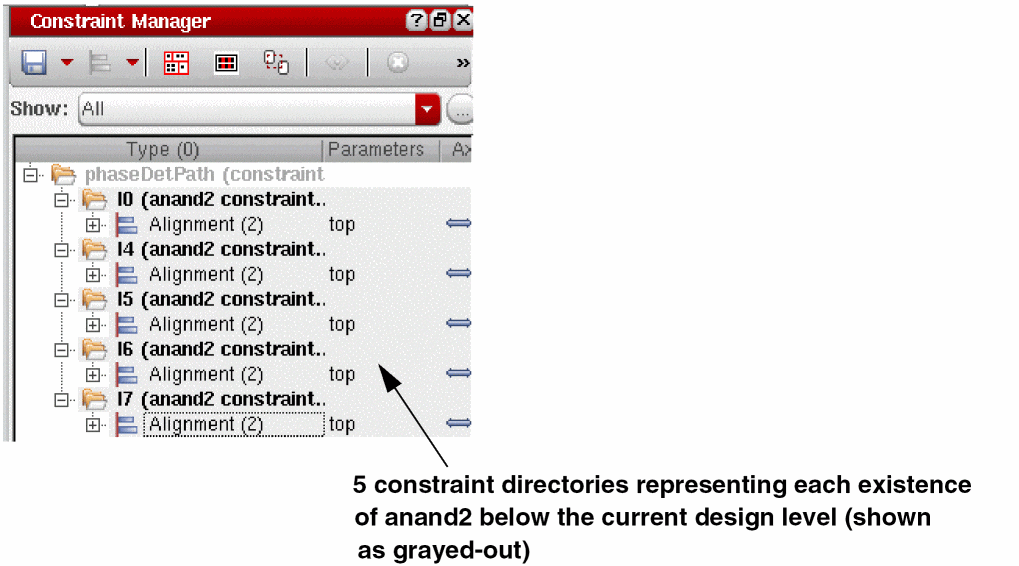 Constraint Manager
Show: All
Type (0) Parameters Ax
phaseDetPath (constraint
I0 (anand2 constraint..
Alignment (2) top
I4 (anand2 constraint..
Alignment (2) top
I5 (anand2 constraint..
Alignment (2) top
I6 (anand2 constraint..
Alignment (2) top
I7 (anand2 constraint..
Alignment (2) top
5 constraint directories representing each existence
of anand2 below the current design level (shown
as grayed-out)